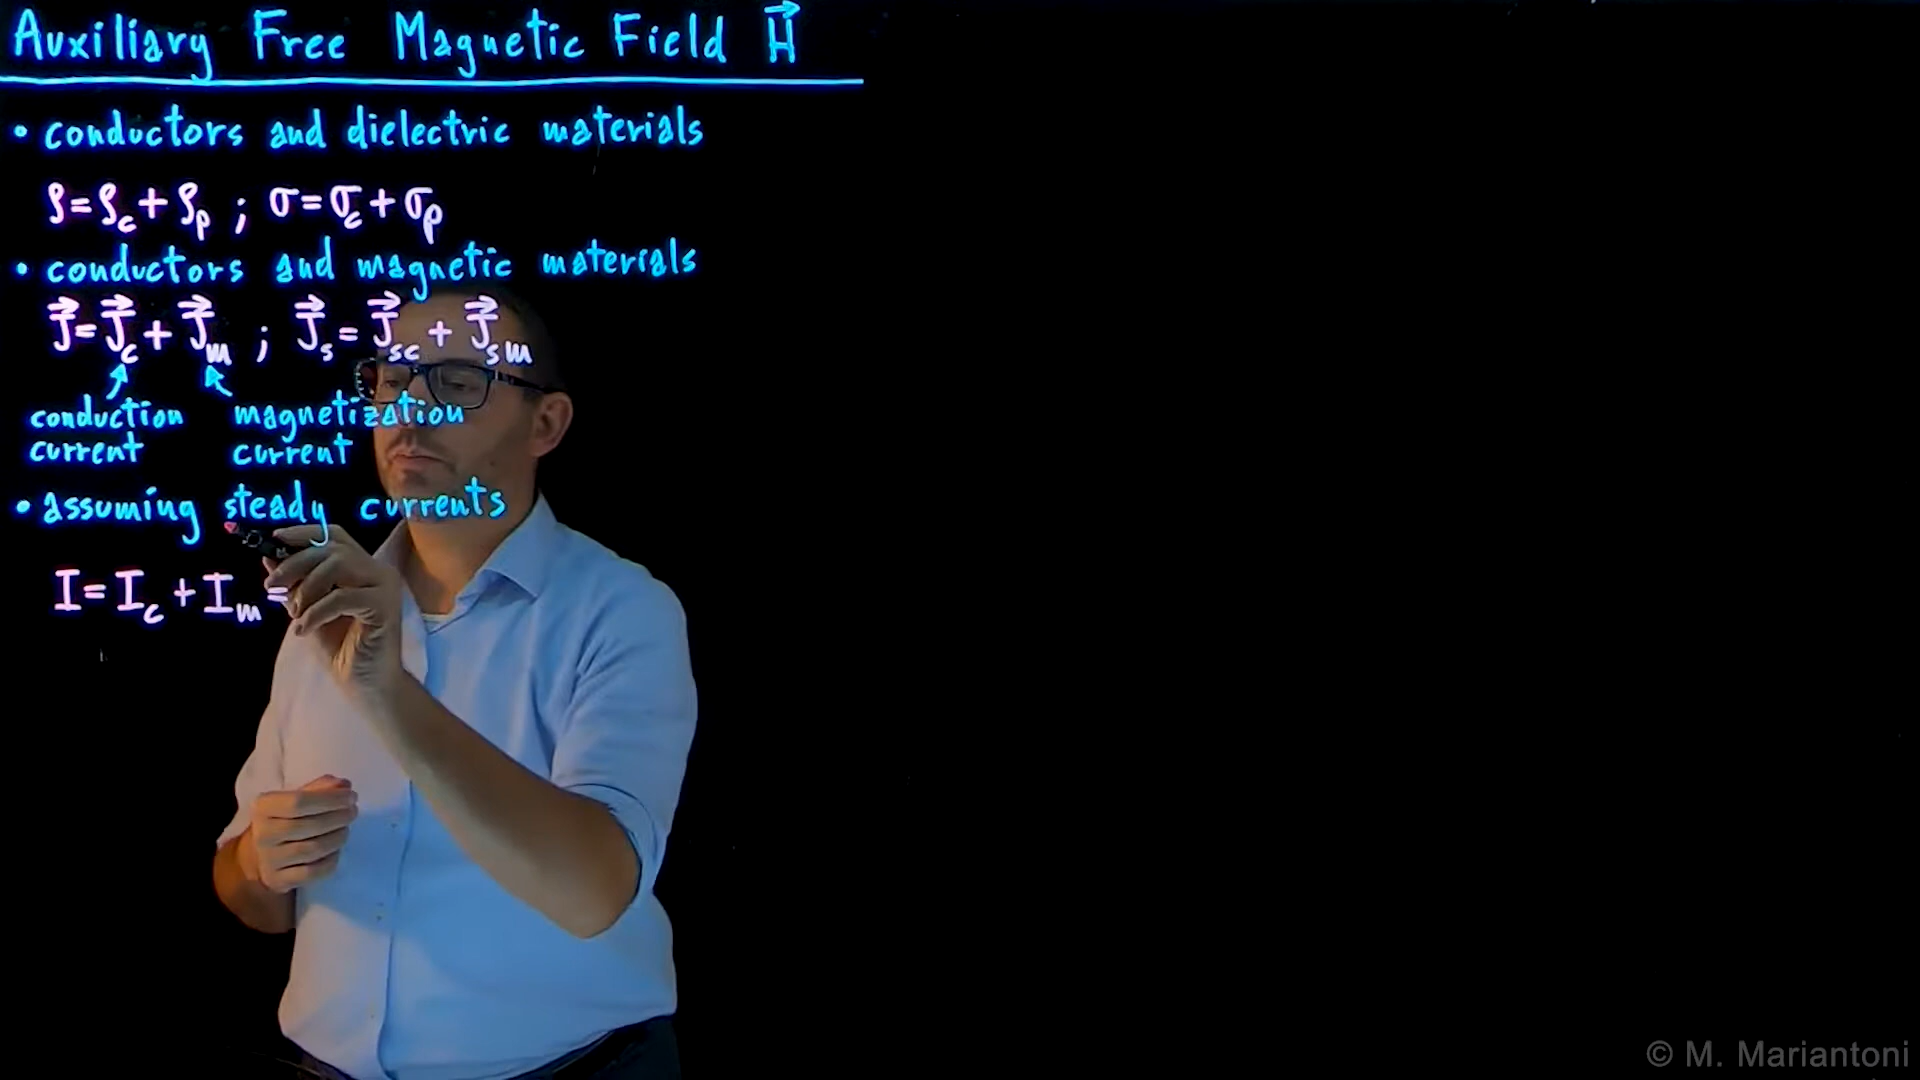 Auxiliary Free Magnetic Field H⃗
• conductors and dielectric materials
ρ=ρc+ρp ; σ=σc+σp
• conductors and magnetic materials
J⃗=J⃗c+J⃗m ; J⃗s=J⃗sc+J⃗sm
conduction magnetization
current current
• assuming steady currents
I=Ic+Im=
© M. Mariantoni